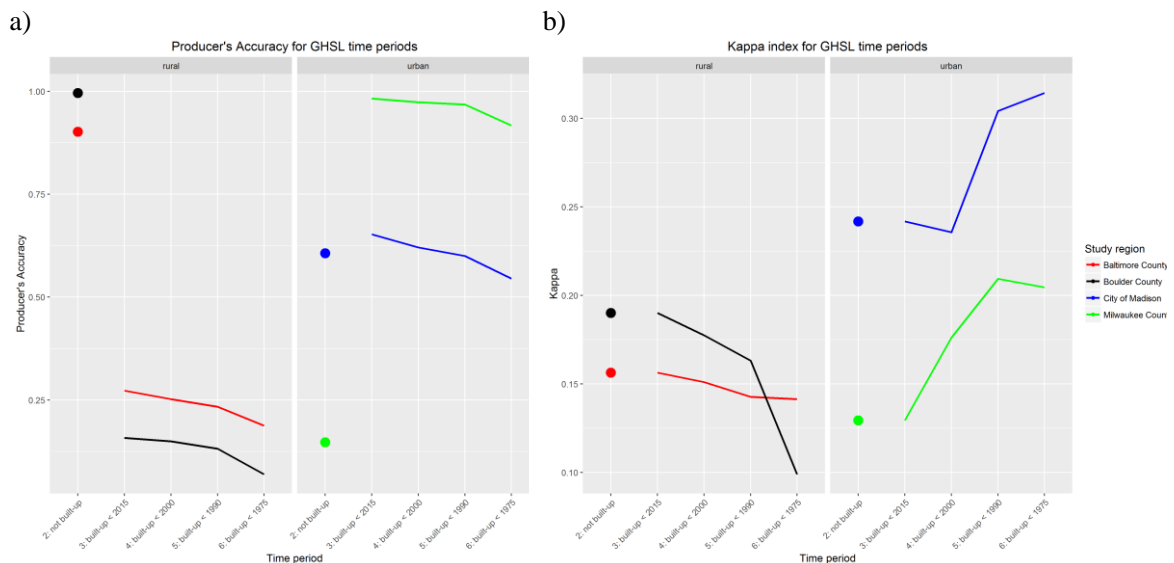 a)
Producer's Accuracy for GHSL time periods
rural
urban
1.00
0.75
0.50
0.25
Producer's Accuracy
2: not built-up
3: built-up < 2015
4: built-up < 2000
5: built-up < 1990
6: built-up < 1975
2: not built-up
3: built-up < 2015
4: built-up < 2000
5: built-up < 1990
6: built-up < 1975
Time period
b)
Kappa index for GHSL time periods
rural
urban
0.30
0.25
0.20
0.15
0.10
Kappa
2: not built-up
3: built-up < 2015
4: built-up < 2000
5: built-up < 1990
6: built-up < 1975
2: not built-up
3: built-up < 2015
4: built-up < 2000
5: built-up < 1990
6: built-up < 1975
Time period
Study region
Baltimore County
Boulder County
City of Madison
Milwaukee Count